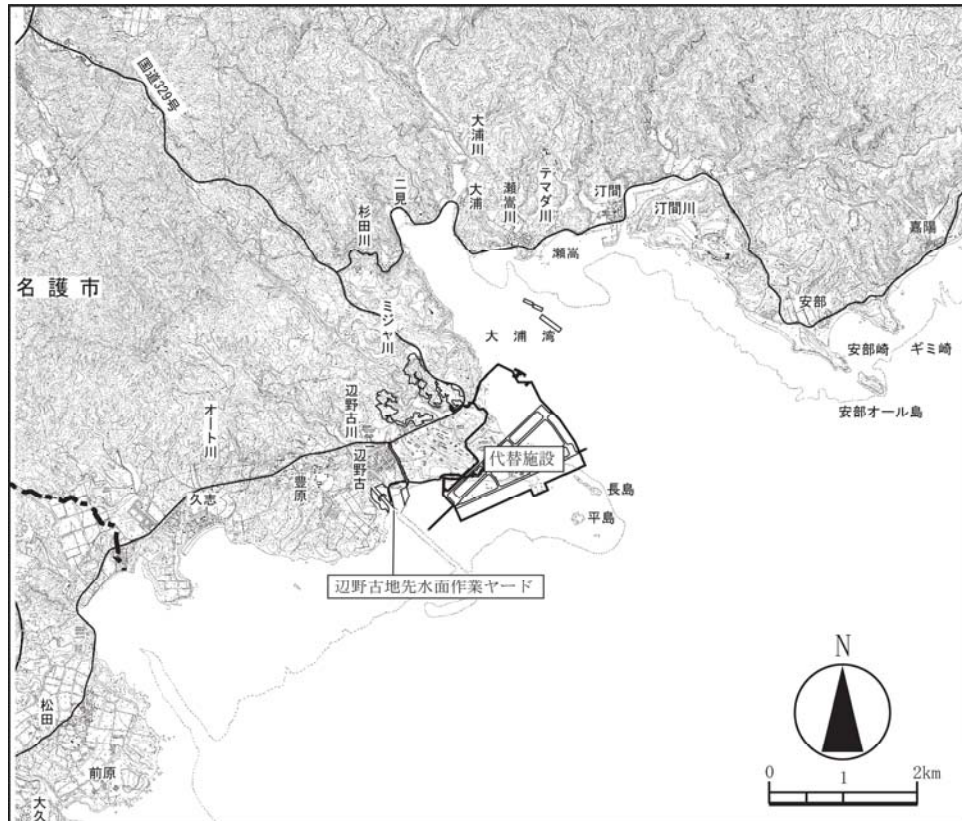 国道329号
大浦川
二見
大浦
瀬嵩川
テマダ川
汀間
杉田川
瀬嵩
汀間川
嘉陽
名護市
ミジャ川
大浦湾
安部
安部崎
ギミ崎
安部オール島
オート川
辺野古川
辺野古
代替施設
久志
豊原
長島
平島
辺野古地先水面作業ヤード
松田
前原
大久
N
0 1 2km